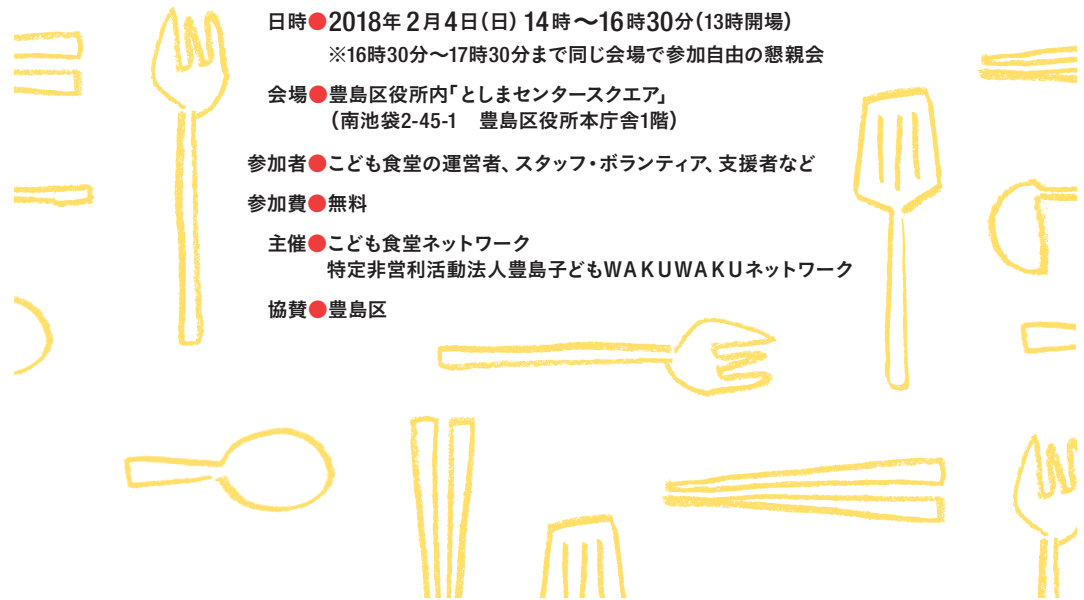 日時●2018年2月4日(日) 14時〜16時30分(13時開場)
※16時30分〜17時30分まで同じ会場で参加自由の懇親会
会場●豊島区役所内「としまセンタースクエア」
(南池袋2-45-1 豊島区役所本庁舎1階)
参加者●こども食堂の運営者、スタッフ・ボランティア、支援者など
参加費●無料
主催●こども食堂ネットワーク
特定非営利活動法人豊島子どもWAKUWAKUネットワーク
協賛●豊島区